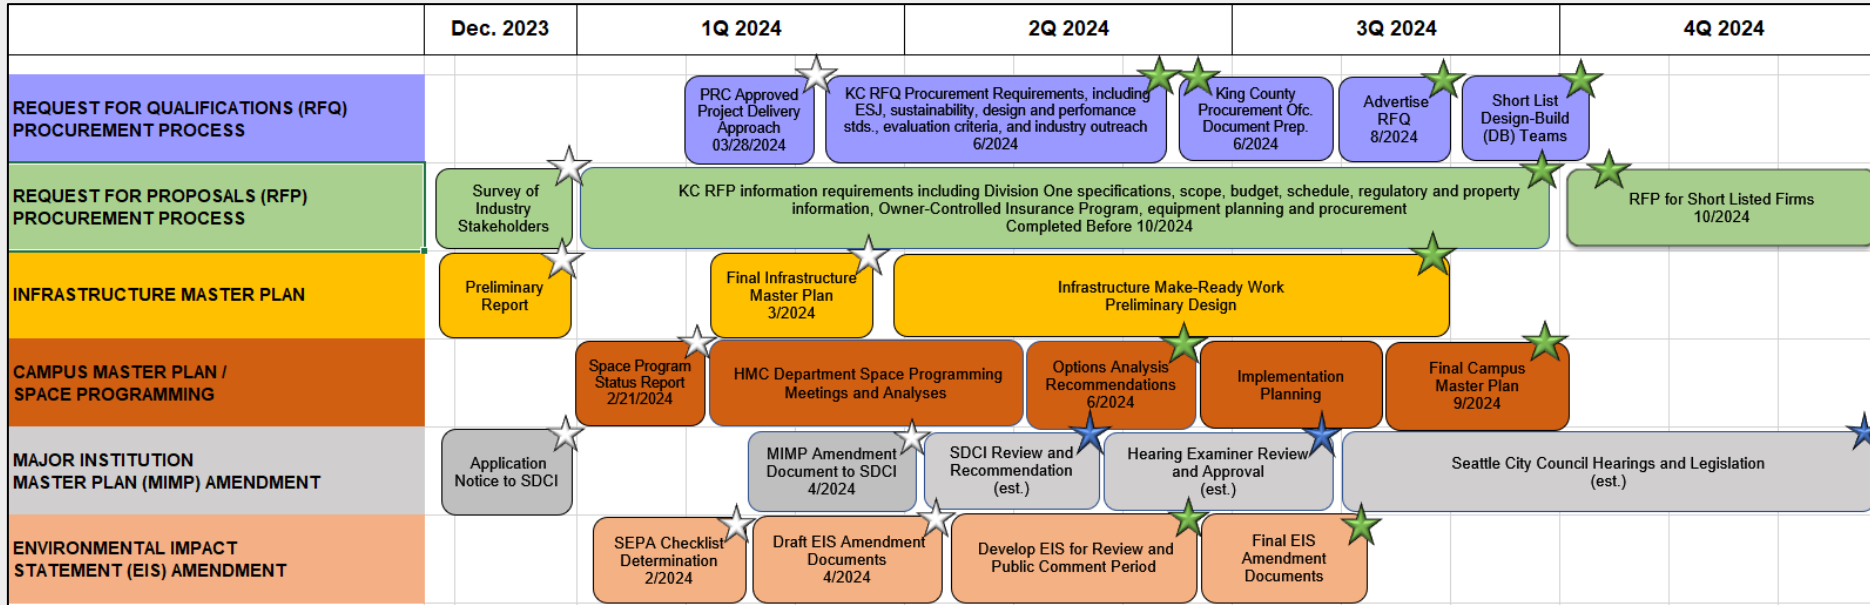 Dec. 2023
1Q 2024
2Q 2024
3Q 2024
4Q 2024
REQUEST FOR QUALIFICATIONS (RFQ)
PROCUREMENT PROCESS
PRC Approved
Project Delivery
Approach
03/28/2024
KC RFQ Procurement Requirements, including
ESJ, sustainability, design and perfomance
stds., evaluation criteria, and industry outreach
6/2024
King County
Procurement Ofc.
Document Prep.
6/2024
Advertise
RFQ
8/2024
Short List
Design-Build
(DB) Teams
REQUEST FOR PROPOSALS (RFP)
PROCUREMENT PROCESS
Survey of
Industry
Stakeholders
KC RFP information requirements including Division One specifications, scope, budget, schedule, regulatory and property
information, Owner-Controlled Insurance Program, equipment planning and procurement
Completed Before 10/2024
RFP for Short Listed Firms
10/2024
INFRASTRUCTURE MASTER PLAN
Preliminary
Report
Final Infrastructure
Master Plan
3/2024
Infrastructure Make-Ready Work
Preliminary Design
CAMPUS MASTER PLAN /
SPACE PROGRAMMING
Space Program
Status Report
2/21/2024
HMC Department Space Programming
Meetings and Analyses
Options Analysis
Recommendations
6/2024
Implementation
Planning
Final Campus
Master Plan
9/2024
MAJOR INSTITUTION
MASTER PLAN (MIMP) AMENDMENT
Application
Notice to SDCI
MIMP Amendment
Document to SDCI
4/2024
SDCI Review and
Recommendation
(est.)
Hearing Examiner Review
and Approval
(est.)
Seattle City Council Hearings and Legislation
(est.)
ENVIRONMENTAL IMPACT
STATEMENT (EIS) AMENDMENT
SEPA Checklist
Determination
2/2024
Draft EIS Amendment
Documents
4/2024
Develop EIS for Review and
Public Comment Period
Final EIS
Amendment
Documents